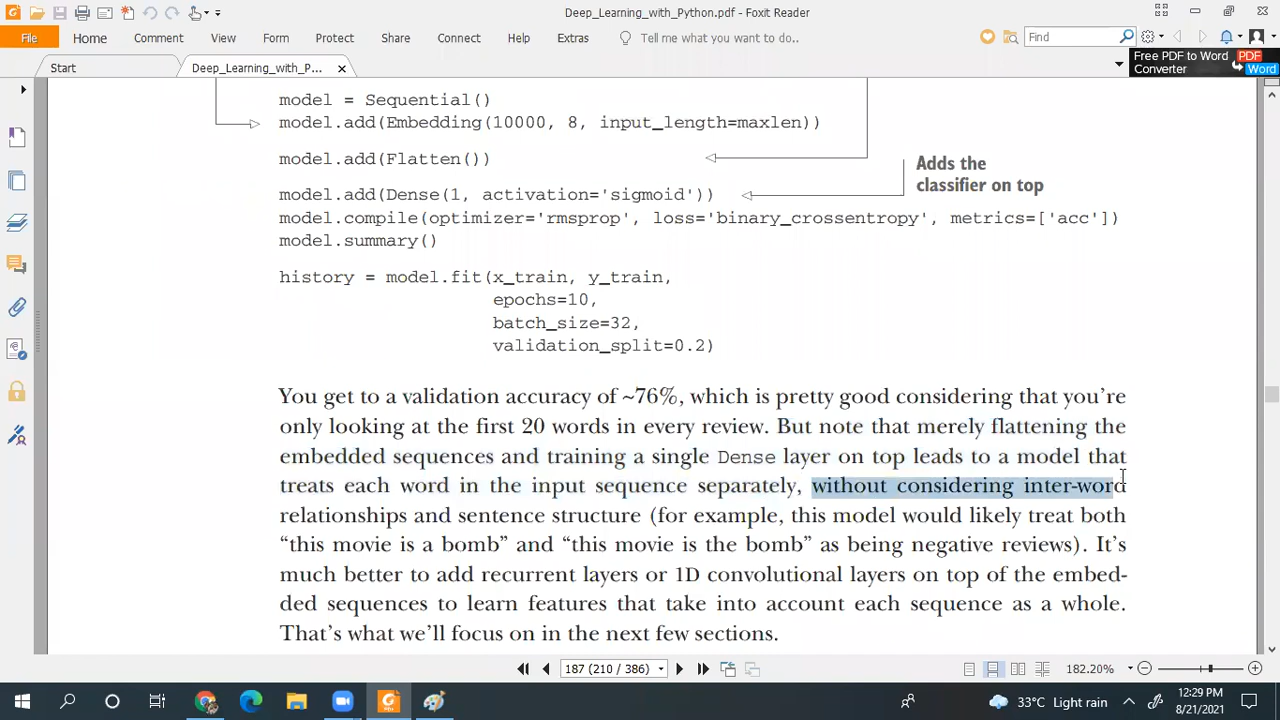 Deep_Learning_with_Python.pdf - Foxit Reader
File Home Comment View Form Protect Share Connect Help Extras Tell me what you want to do.. Find
Start Deep_Learning_with_P...
Free PDF to Word
Converter
PDF
Word
model = Sequential()
model.add(Embedding(10000, 8, input_length=maxlen))
model.add(Flatten())
Adds the
classifier on top
model.add(Dense(1, activation='sigmoid'))
model.compile(optimizer='rmsprop', loss='binary_crossentropy', metrics=['acc'])
model.summary()
history = model.fit(x_train, y_train,
epochs=10,
batch_size=32,
validation_split=0.2)
You get to a validation accuracy of ~76%, which is pretty good considering that you're
only looking at the first 20 words in every review. But note that merely flattening the
embedded sequences and training a single Dense layer on top leads to a model that
treats each word in the input sequence separately, without considering inter-word
relationships and sentence structure (for example, this model would likely treat both
“this movie is a bomb” and “this movie is the bomb” as being negative reviews). It's
much better to add recurrent layers or 1D convolutional layers on top of the embed-
ded sequences to learn features that take into account each sequence as a whole.
That's what we'll focus on in the next few sections.
187 (210 / 386) 182.20%
33°C Light rain
12:29 PM
8/21/2021